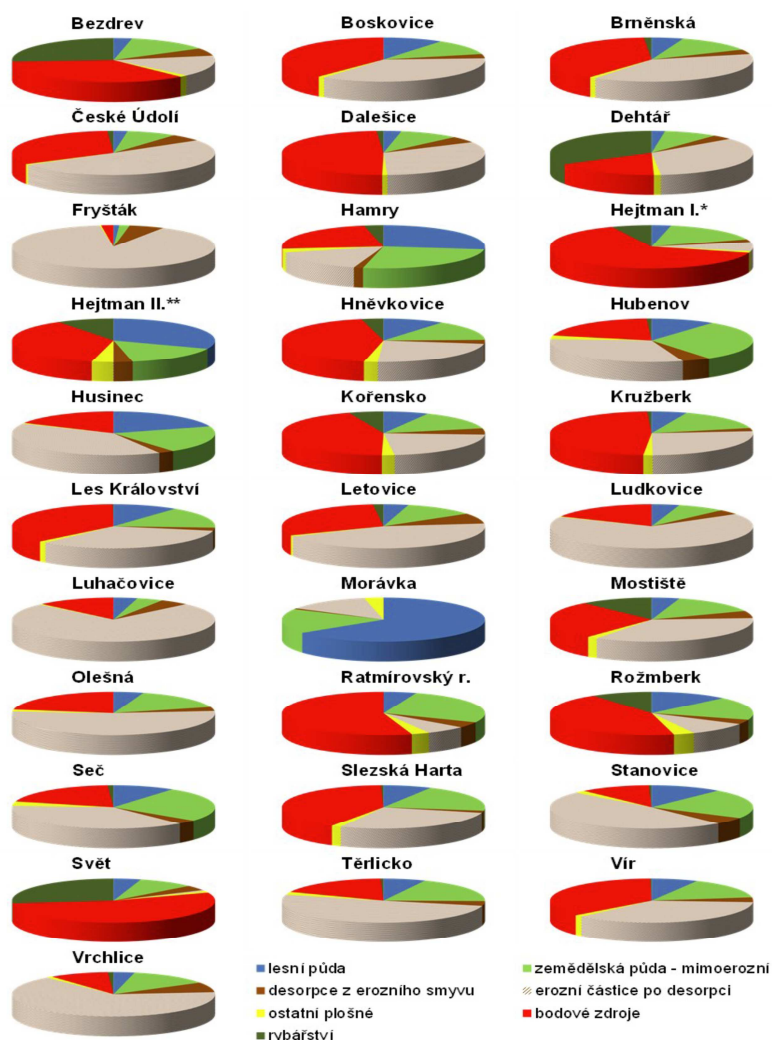 Bezdrev Boskovice Brněnská
České Údolí Dalešice Dehtář
Fryšták Hamry Hejtman I.*
Hejtman II.** Hněvkovice Hubenov
Husinec Kořensko Kružberk
Les Království Letovice Ludkovice
Luhačovice Morávka Mostiště
Olešná Ratmírovský r. Rožmberk
Seč Slezská Harta Stanovice
Svět Těrlicko Vír
Vrchlice
lesní půda zemědělská půda - mimoerozní
desorpce z erozního smyvu erozní částice po desorpci
ostatní plošné bodové zdroje
rybářství